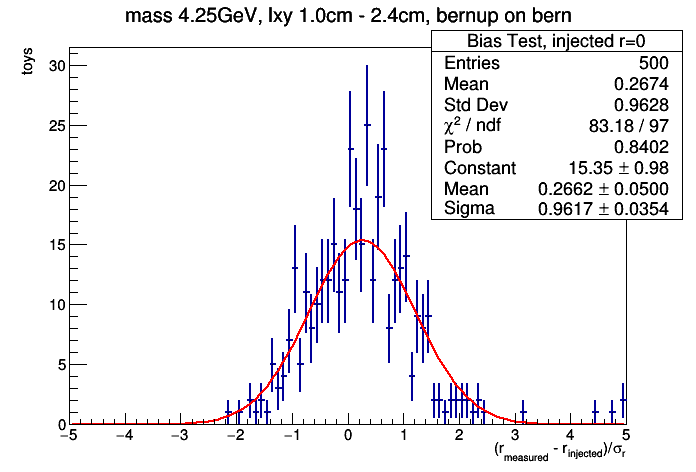 mass 4.25GeV, lxy 1.0cm - 2.4cm, bernup on bern
Bias Test, injected r=0
Entries 500
Mean 0.2674
Std Dev 0.9628
χ² / ndf 83.18 / 97
Prob 0.8402
Constant 15.35 ± 0.98
Mean 0.2662 ± 0.0500
Sigma 0.9617 ± 0.0354
toys
30
25
20
15
10
5
0
−5 −4 −3 −2 −1 0 1 2 3 4 5
(r_measured - r_injected)/σ_r